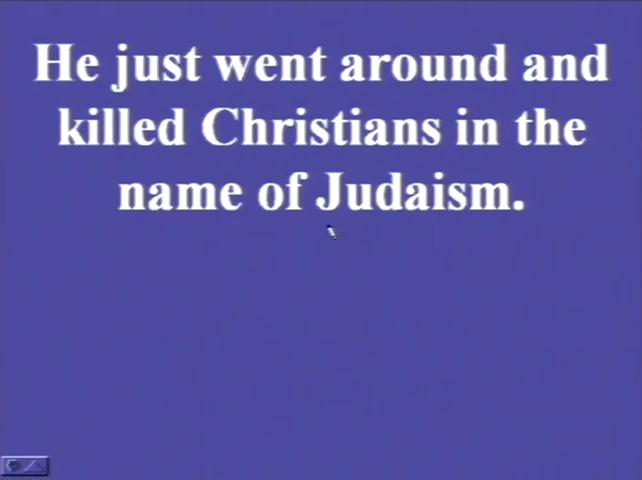 He just went around and
killed Christians in the
name of Judaism.